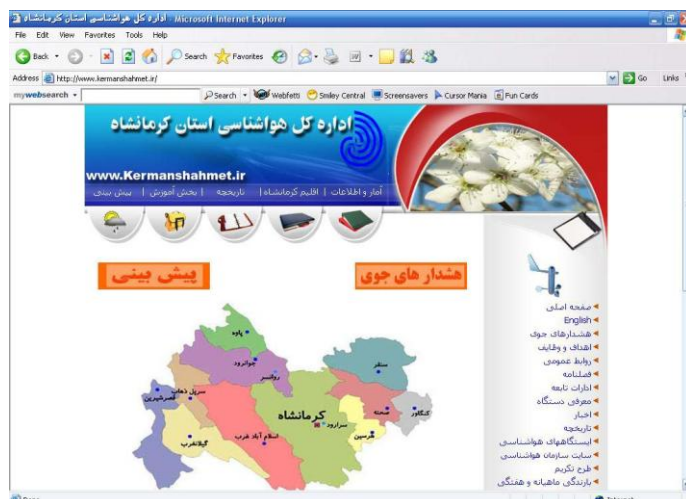 اداره کل هواشناسی استان کرمانشاه - Microsoft Internet Explorer
File Edit View Favorites Tools Help
Back Search Favorites
Address http://www.kermanshahmet.ir/ Go Links
mywebsearch Search Webfetti Smiley Central Screensavers Cursor Mania Fun Cards
اداره کل هواشناسی استان کرمانشاه
www.Kermanshahmet.ir
آمار و اطلاعات | اقلیم کرمانشاه | تاریخچه | بخش آموزش | پیش بینی
هشدار های جوی
پیش بینی
صفحه اصلی
English
هشدارهای جوی
اهداف و وظایف
روابط عمومی
فصلنامه
ادارات تابعه
معرفی دستگاه
اخبار
تاریخچه
ایستگاههای هواشناسی
سایت سازمان هواشناسی
طرح تکریم
بارندگی ماهیانه و هفتگی
پاوه
جوانرود
روانسر
سنقر
سرپل ذهاب
قصرشیرین
کرمانشاه
سرارود
صحنه
کنگاور
هرسین
اسلام آباد غرب
گیلانغرب